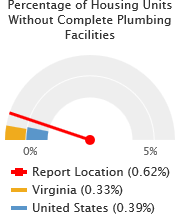 Percentage of Housing Units
Without Complete Plumbing
Facilities
0% 5%
Report Location (0.62%)
Virginia (0.33%)
United States (0.39%)